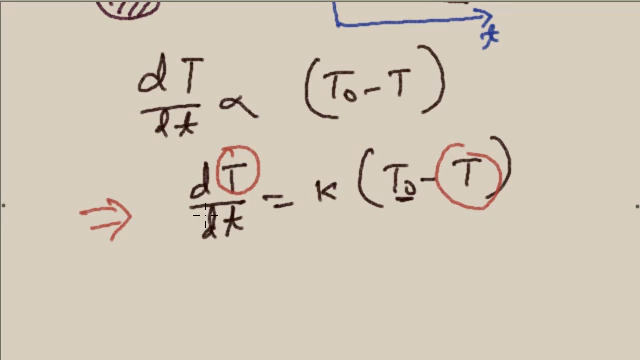 t
dT/dt ∝ (T₀ - T)
⇒ dT/dt = K (T₀ - T)